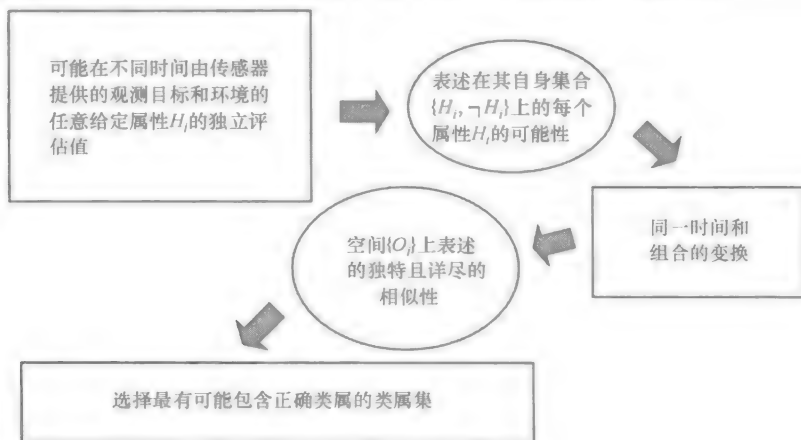 可能在不同时间由传感器
提供的观测目标和环境的
任意给定属性Hᵢ的独立评
估值
表述在其自身集合
{Hᵢ, ¬Hᵢ}上的每个
属性Hᵢ的可能性
同一时间和
组合的变换
空间{Oᵢ}上表述
的独特且详尽的
相似性
选择最有可能包含正确类属的类属集